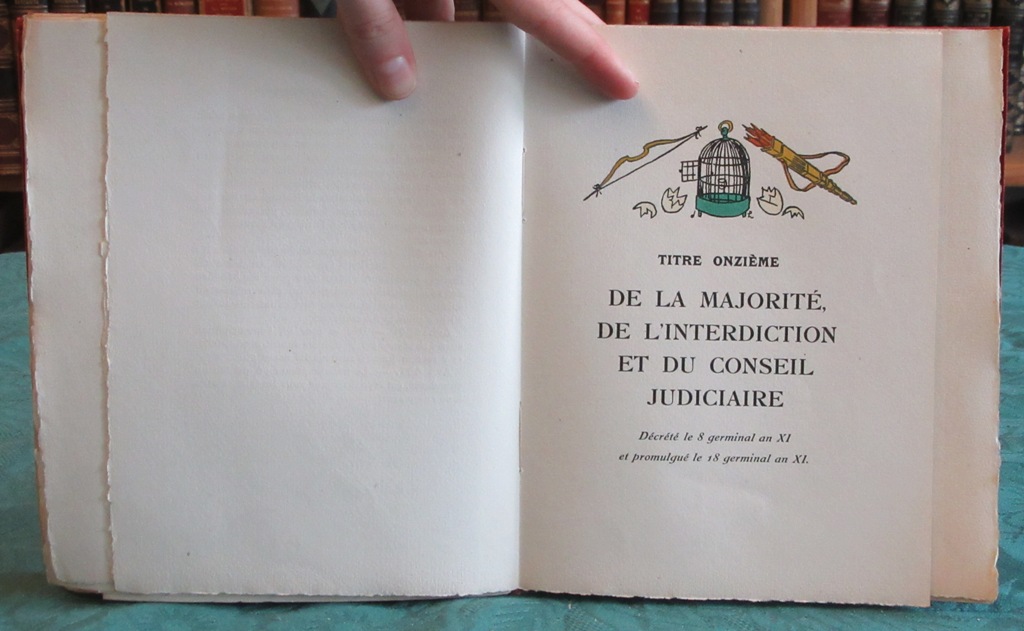 TITRE ONZIÈME
DE LA MAJORITÉ,
DE L'INTERDICTION
ET DU CONSEIL
JUDICIAIRE
Décrété le 8 germinal an XI
et promulgué le 18 germinal an XI.